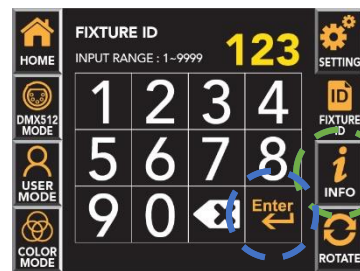 HOME
DMX512
MODE
USER
MODE
COLOR
MODE
FIXTURE ID
INPUT RANGE : 1~9999
123
1 2 3 4
5 6 7 8
9 0 Enter
SETTING
ID
FIXTURE
ID
i
INFO
ROTATE